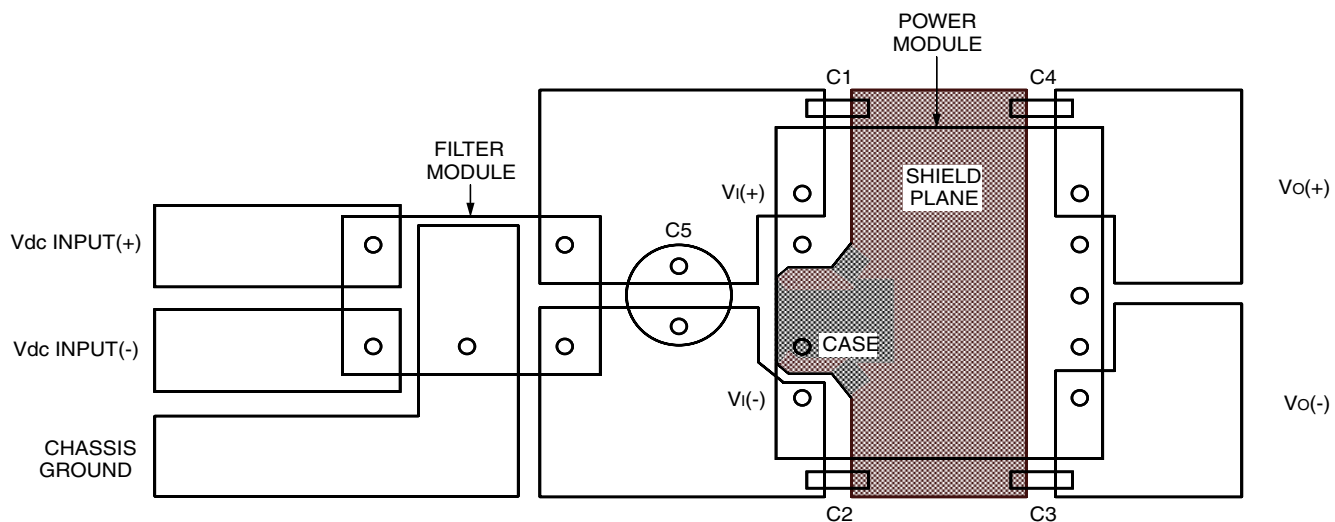 POWER
MODULE
C1
C4
FILTER
MODULE
SHIELD
PLANE
VI(+)
VO(+)
C5
Vdc INPUT(+)
Vdc INPUT(-)
CASE
VI(-)
VO(-)
CHASSIS
GROUND
C2
C3